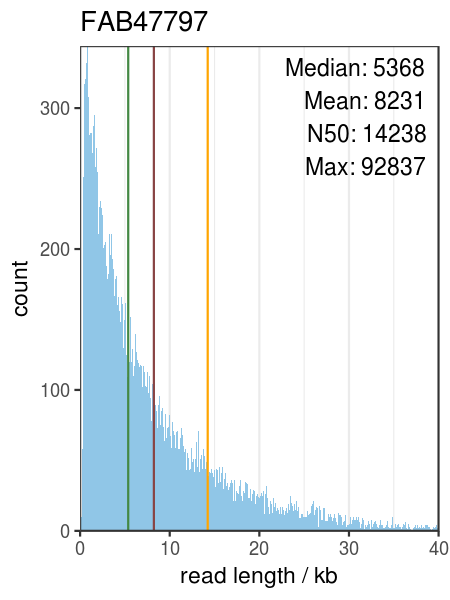 FAB47797
Median: 5368
Mean: 8231
N50: 14238
Max: 92837
count
300
200
100
0
0 10 20 30 40
read length / kb